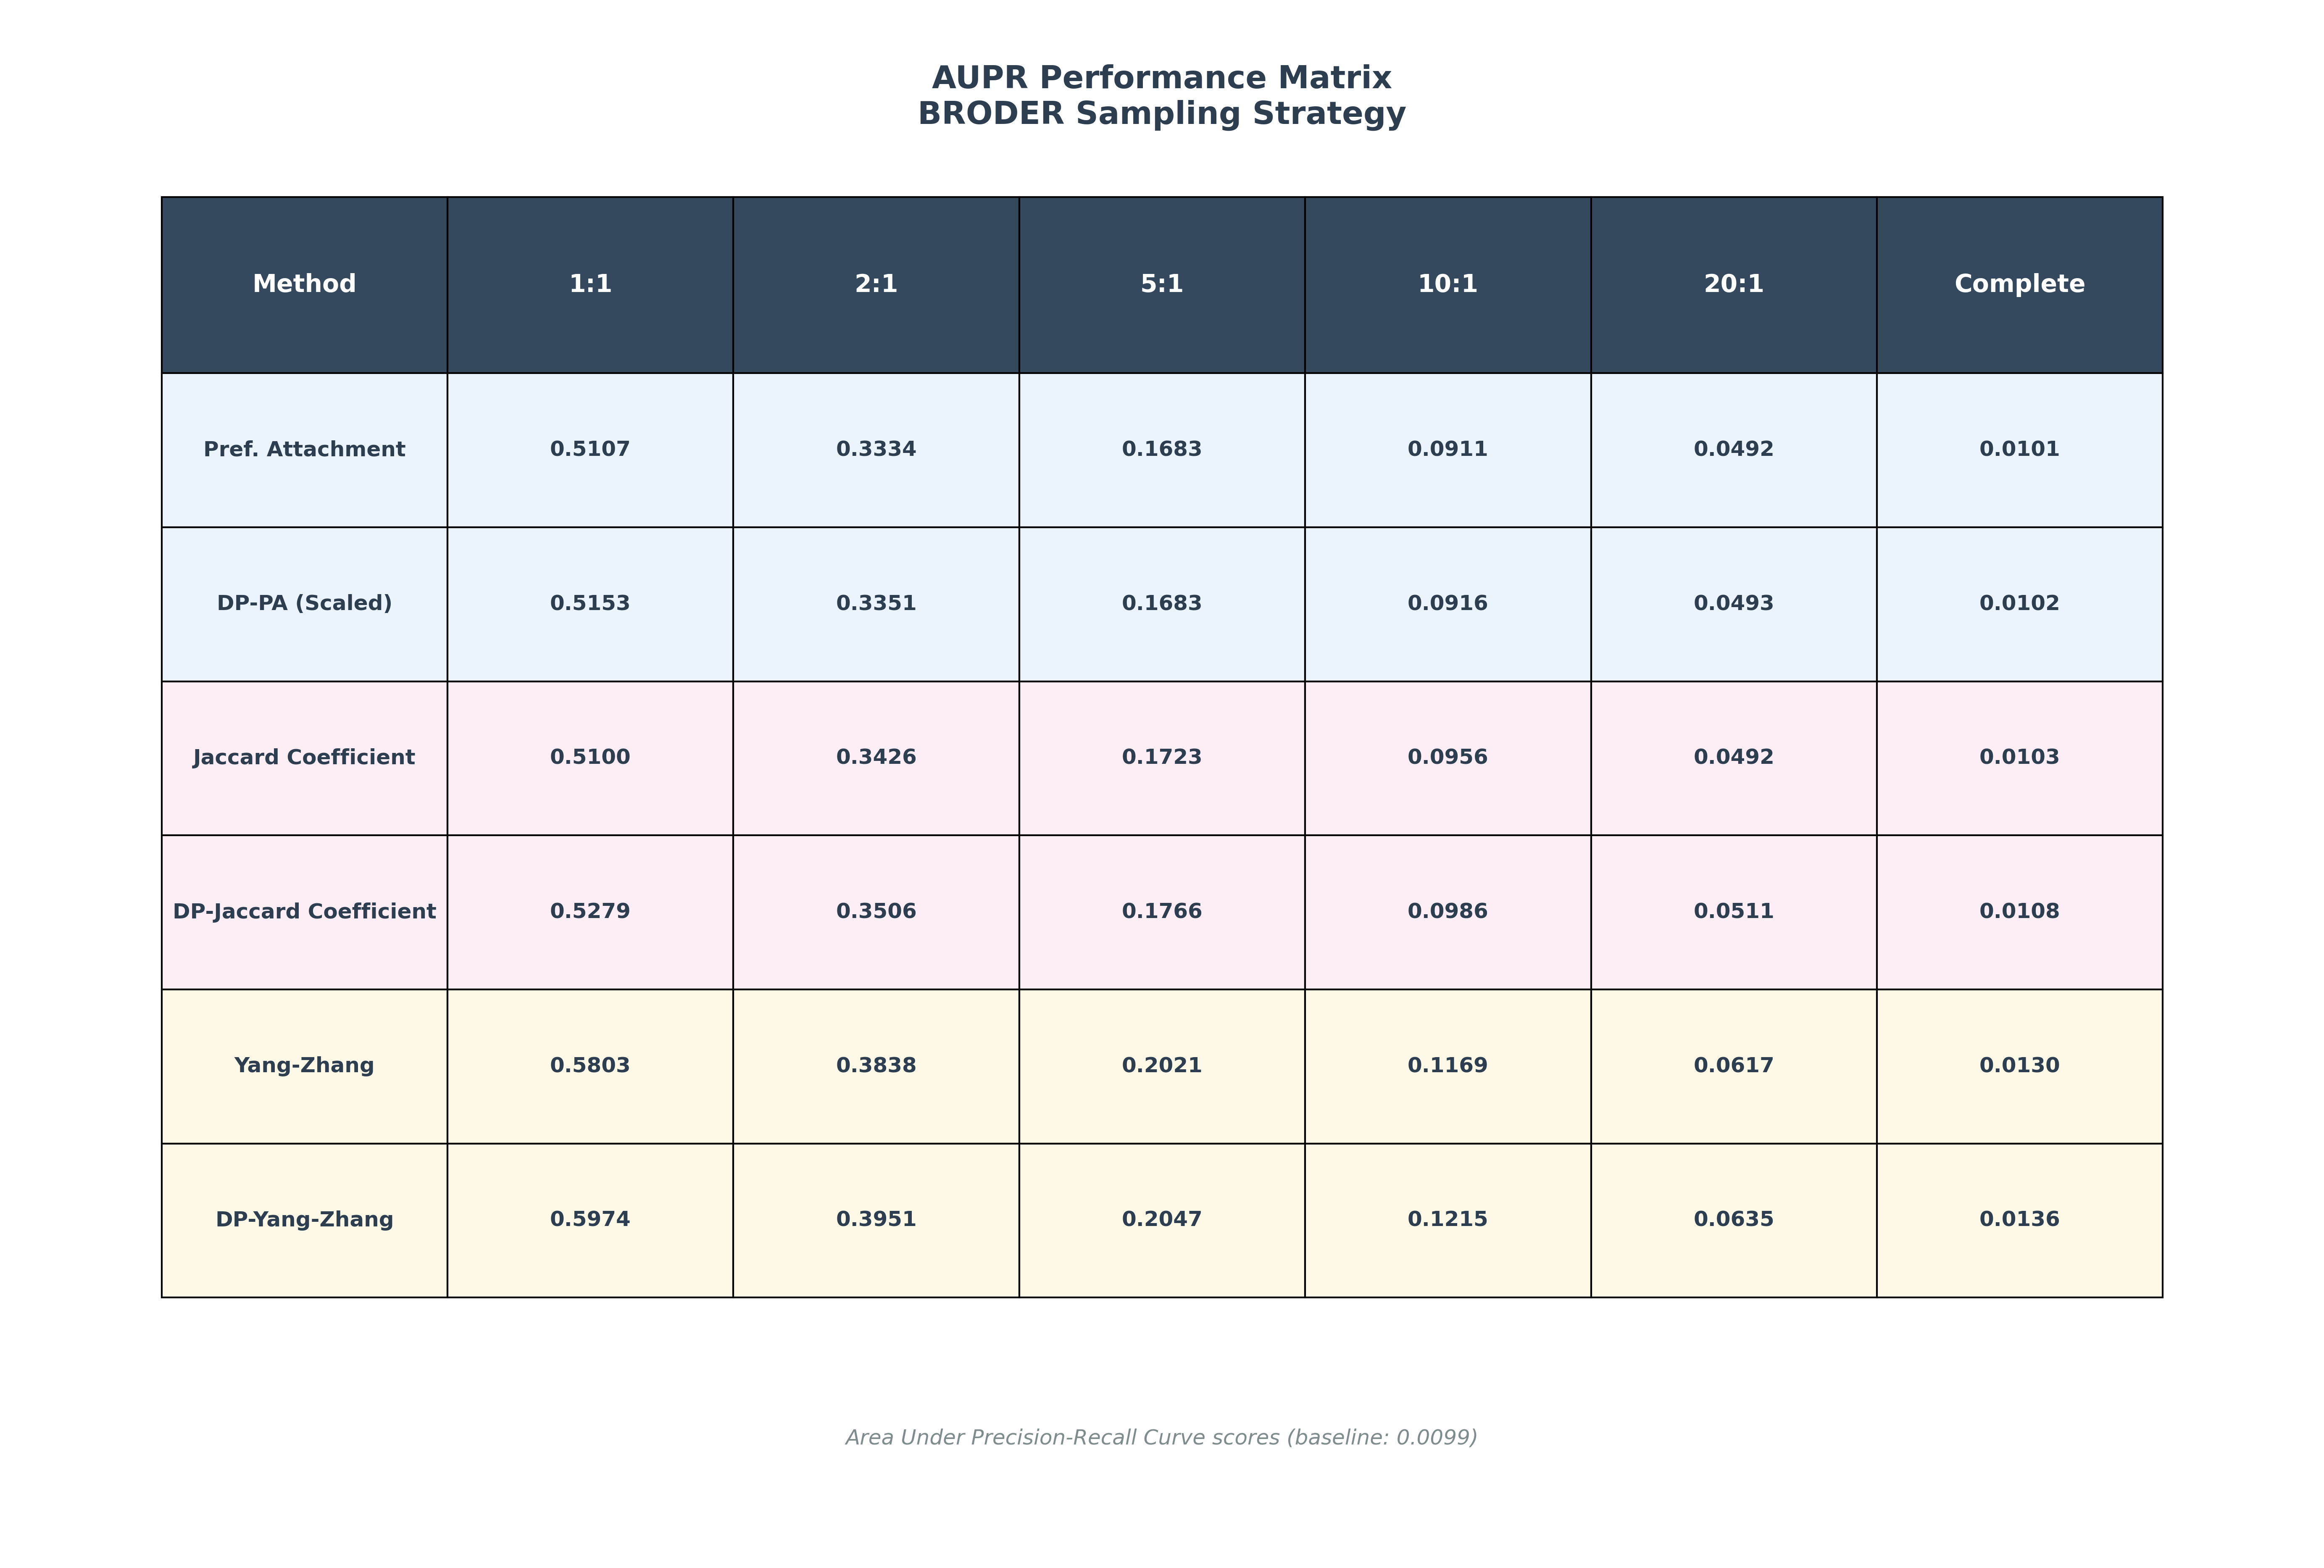 AUPR Performance Matrix
BRODER Sampling Strategy
Method 1:1 2:1 5:1 10:1 20:1 Complete
Pref. Attachment 0.5107 0.3334 0.1683 0.0911 0.0492 0.0101
DP-PA (Scaled) 0.5153 0.3351 0.1683 0.0916 0.0493 0.0102
Jaccard Coefficient 0.5100 0.3426 0.1723 0.0956 0.0492 0.0103
DP-Jaccard Coefficient 0.5279 0.3506 0.1766 0.0986 0.0511 0.0108
Yang-Zhang 0.5803 0.3838 0.2021 0.1169 0.0617 0.0130
DP-Yang-Zhang 0.5974 0.3951 0.2047 0.1215 0.0635 0.0136
Area Under Precision-Recall Curve scores (baseline: 0.0099)